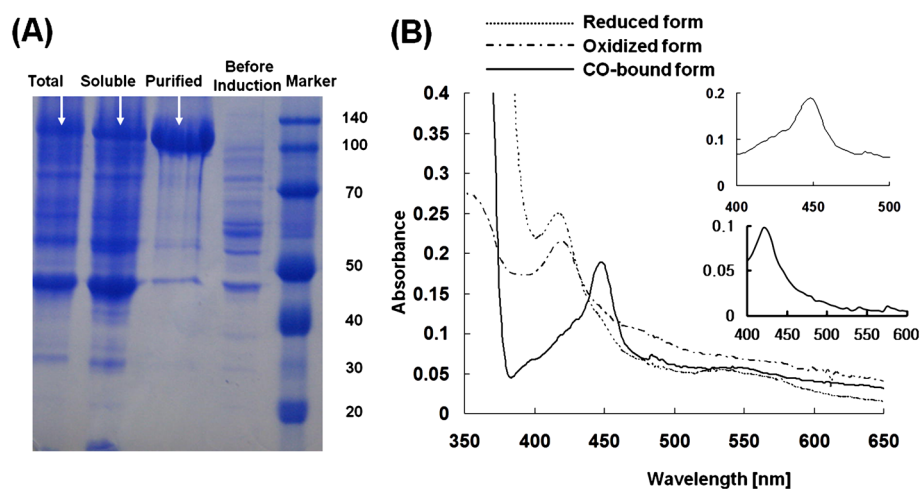 (A)
Total
Soluble
Purified
Before
Induction
Marker
140
100
70
50
40
30
20
(B)
Reduced form
Oxidized form
CO-bound form
Absorbance
0.4
0.35
0.3
0.25
0.2
0.15
0.1
0.05
0
350
400
450
500
550
600
650
Wavelength [nm]
0.2
0.1
0
400
450
500
0.1
0.05
0
400
450
500
550
600